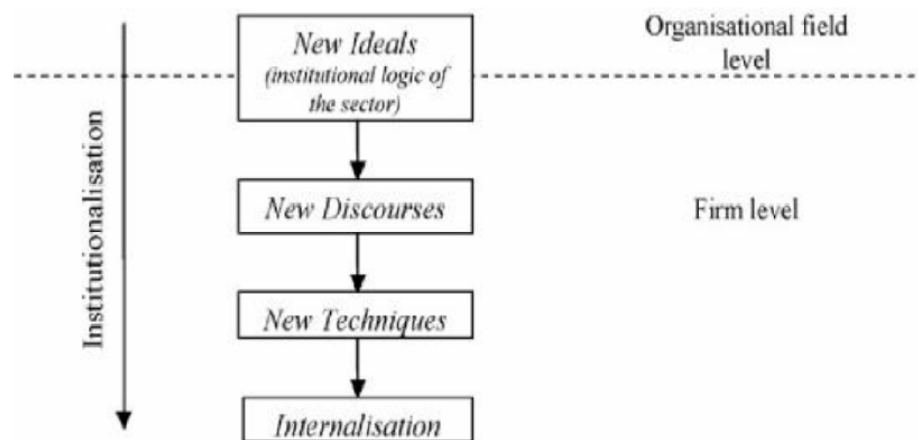 New Ideals
(institutional logic of
the sector)
Organisational field
level
Institutionalisation
New Discourses
Firm level
New Techniques
Internalisation